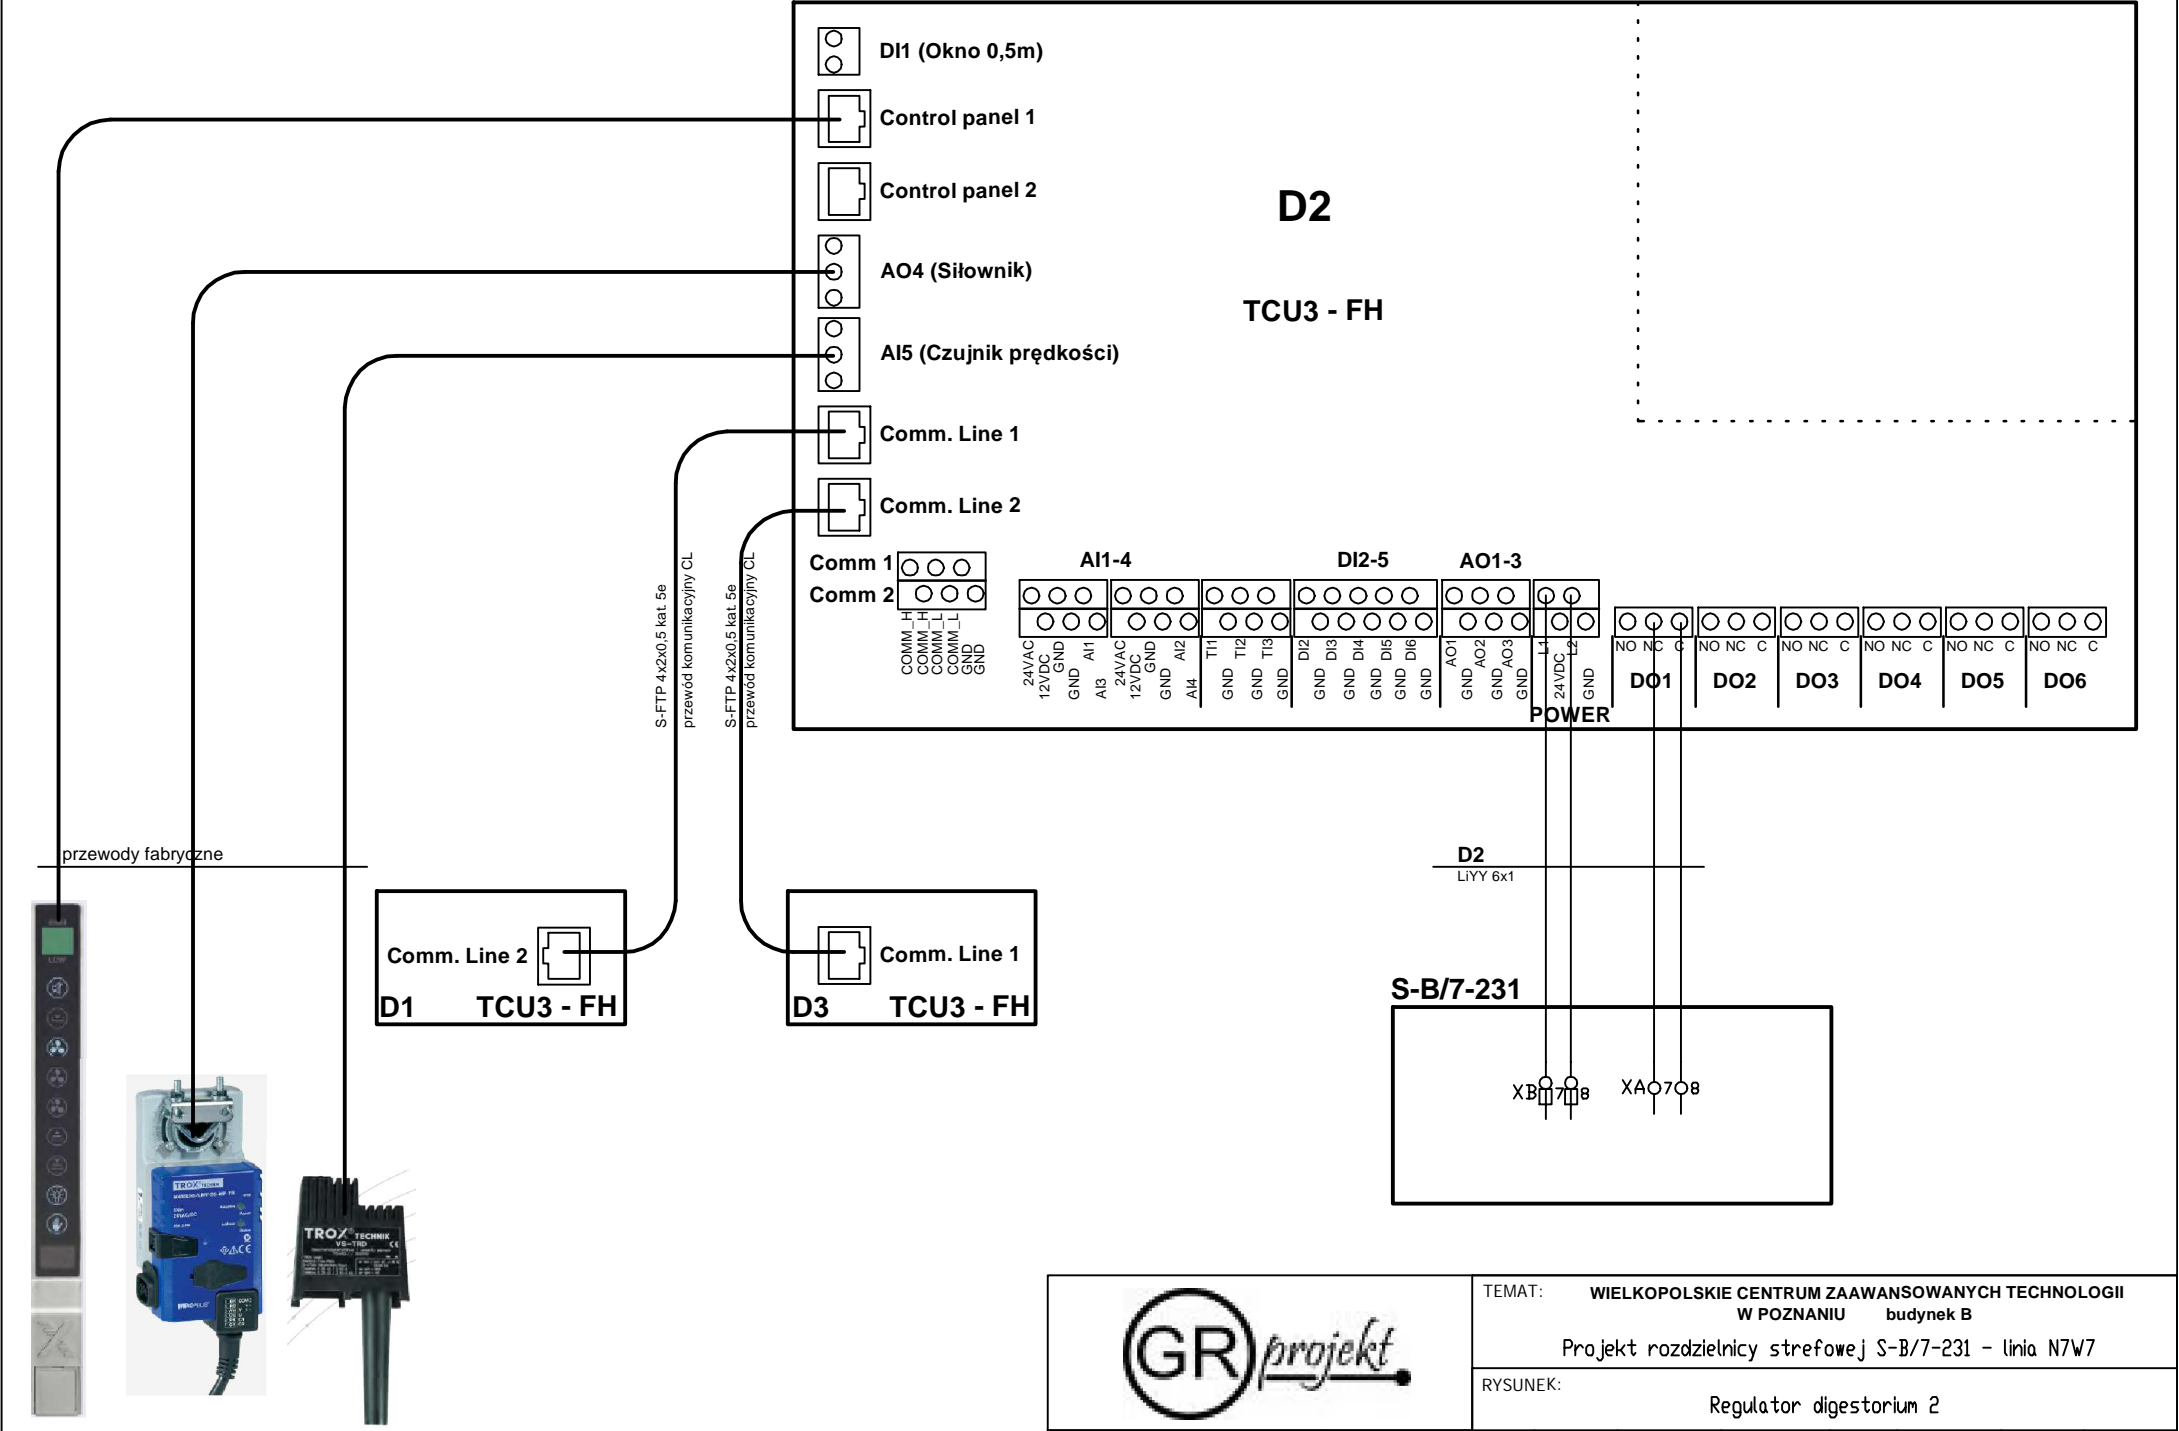 DI1 (Okno 0,5m)
Control panel 1
Control panel 2
D2
AO4 (Siłownik)
TCU3 - FH
AI5 (Czujnik prędkości)
Comm. Line 1
Comm. Line 2
S-FTP 4x2x0,5 kat. 5e
przewód komunikacyjny CL
S-FTP 4x2x0,5 kat. 5e
przewód komunikacyjny CL
Comm 1
Comm 2
COMM_H
COMM_H
COMM_L
COMM_L
GND
GND
AI1-4
DI2-5
AO1-3
24VAC
12VDC
GND
GND
AI1
AI3
24VAC
12VDC
GND
GND
AI2
AI4
TI1
GND
TI2
GND
TI3
GND
DI2
GND
DI3
GND
DI4
GND
DI5
GND
DI6
GND
AO1
GND
AO2
GND
AO3
GND
L1
24VDC
L2
GND
POWER
NO NC C
NO NC C
NO NC C
NO NC C
NO NC C
NO NC C
DO1
DO2
DO3
DO4
DO5
DO6
przewody fabryczne
D2
LiYY 6x1
Comm. Line 2
D1 TCU3 - FH
Comm. Line 1
D3 TCU3 - FH
S-B/7-231
XB 7 8
XA 7 8
TROX TECHNIK
TROX TECHNIK
VS-TRD
GR projekt
TEMAT: WIELKOPOLSKIE CENTRUM ZAAWANSOWANYCH TECHNOLOGII
W POZNANIU budynek B
Projekt rozdzielnicy strefowej S-B/7-231 - linia N7W7
RYSUNEK:
Regulator digestorium 2